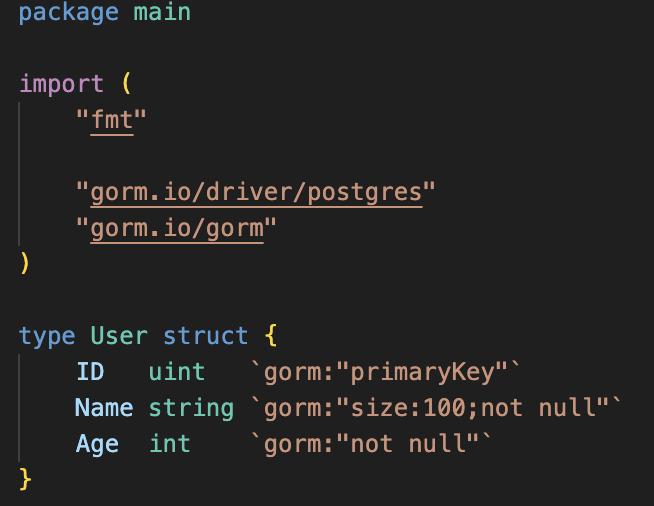 package main
import (
"fmt"
"gorm.io/driver/postgres"
"gorm.io/gorm"
)
type User struct {
ID   uint   `gorm:"primaryKey"`
Name string `gorm:"size:100;not null"`
Age  int    `gorm:"not null"`
}